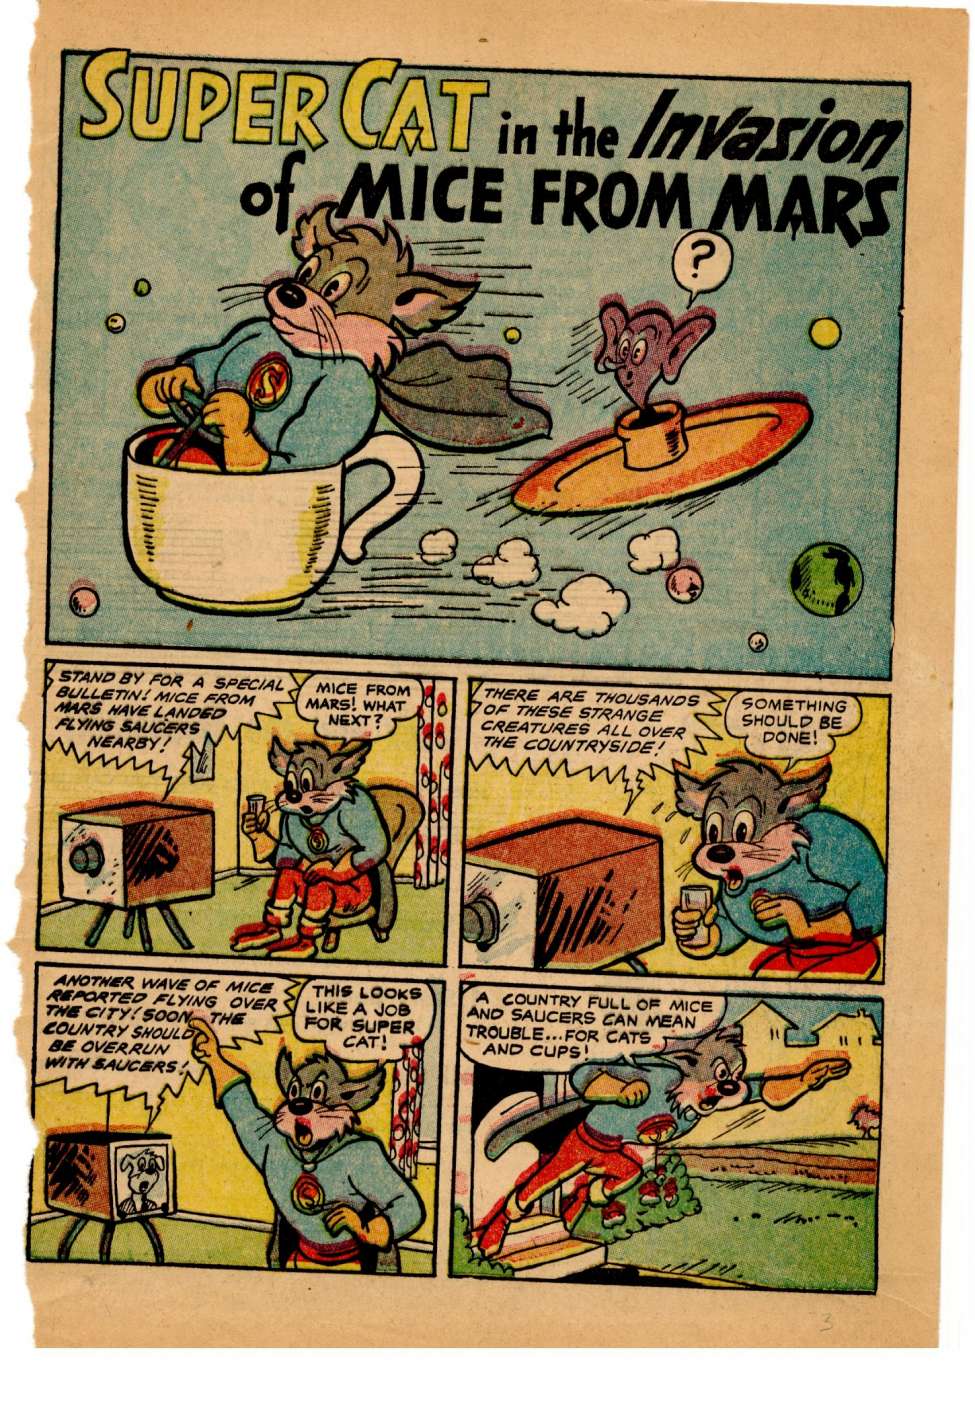 SUPER CAT in the Invasion
of MICE FROM MARS
?
S
STAND BY FOR A SPECIAL
BULLETIN! MICE FROM
MARS HAVE LANDED
FLYING SAUCERS
NEARBY!
MICE FROM
MARS! WHAT
NEXT?
S
THERE ARE THOUSANDS
OF THESE STRANGE
CREATURES ALL OVER
THE COUNTRYSIDE!
SOMETHING
SHOULD BE
DONE!
ANOTHER WAVE OF MICE
REPORTED FLYING OVER
THE CITY! SOON THE
COUNTRY SHOULD
BE OVERRUN
WITH SAUCERS!
THIS LOOKS
LIKE A JOB
FOR SUPER
CAT!
S
A COUNTRY FULL OF MICE
AND SAUCERS CAN MEAN
TROUBLE...FOR CATS
AND CUPS!
3